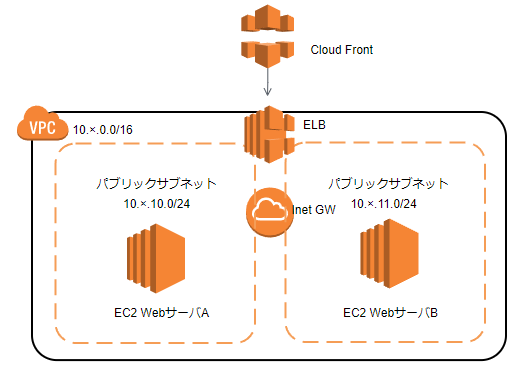 Cloud Front
VPC
10.×.0.0/16
ELB
パブリックサブネット
10.×.10.0/24
パブリックサブネット
10.×.11.0/24
Inet GW
EC2 WebサーバA
EC2 WebサーバB